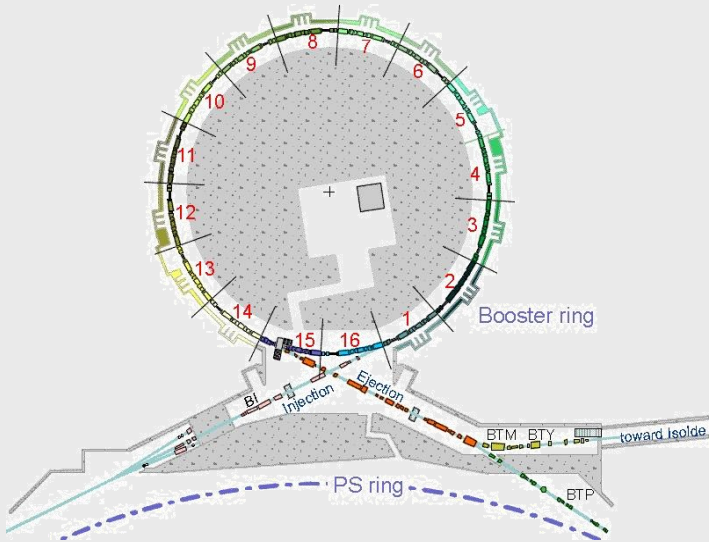 8
7
9
6
10
5
11
4
12
3
13
2
14
1
15
16
Booster ring
BI
Injection
Ejection
BTM
BTY
toward Isolde
PS ring
BTP